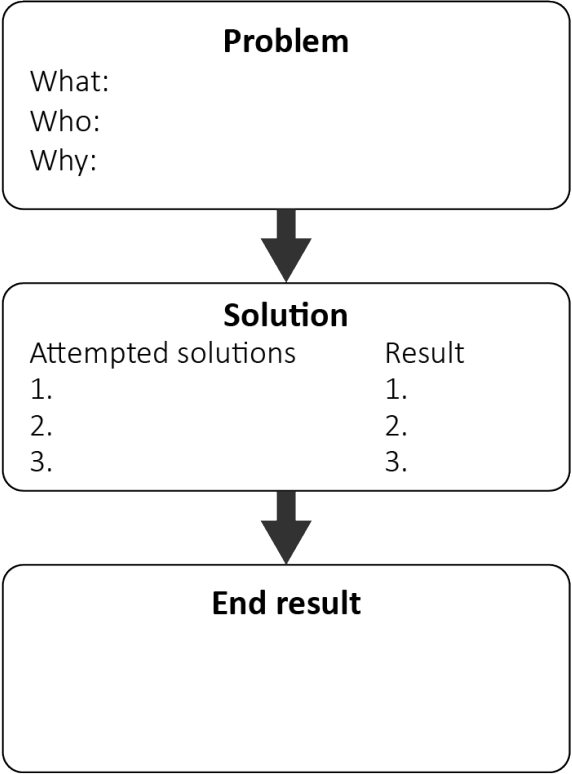 Problem
What:
Who:
Why:
Solution
Attempted solutions Result
1. 1.
2. 2.
3. 3.
End result